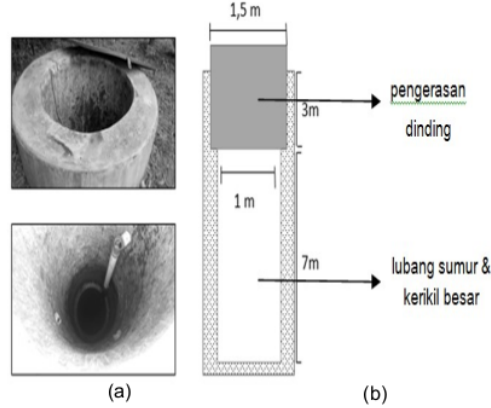 1,5 m
pengerasan
3m
dinding
1 m
7m
lubang sumur &
kerikil besar
(a)
(b)